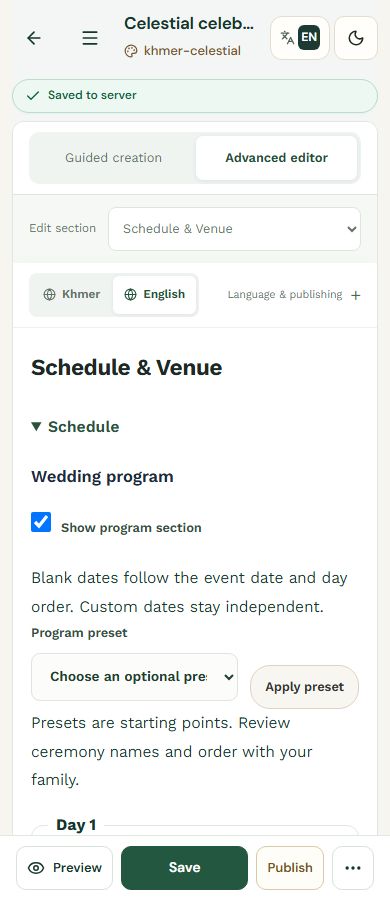 Celestial celeb...
khmer-celestial
EN
Saved to server
Guided creation
Advanced editor
Edit section
Schedule & Venue
Khmer
English
Language & publishing +
Schedule & Venue
▼ Schedule
Wedding program
Show program section
Blank dates follow the event date and day
order. Custom dates stay independent.
Program preset
Choose an optional pre
Apply preset
Presets are starting points. Review
ceremony names and order with your
family.
Day 1
Preview
Save
Publish